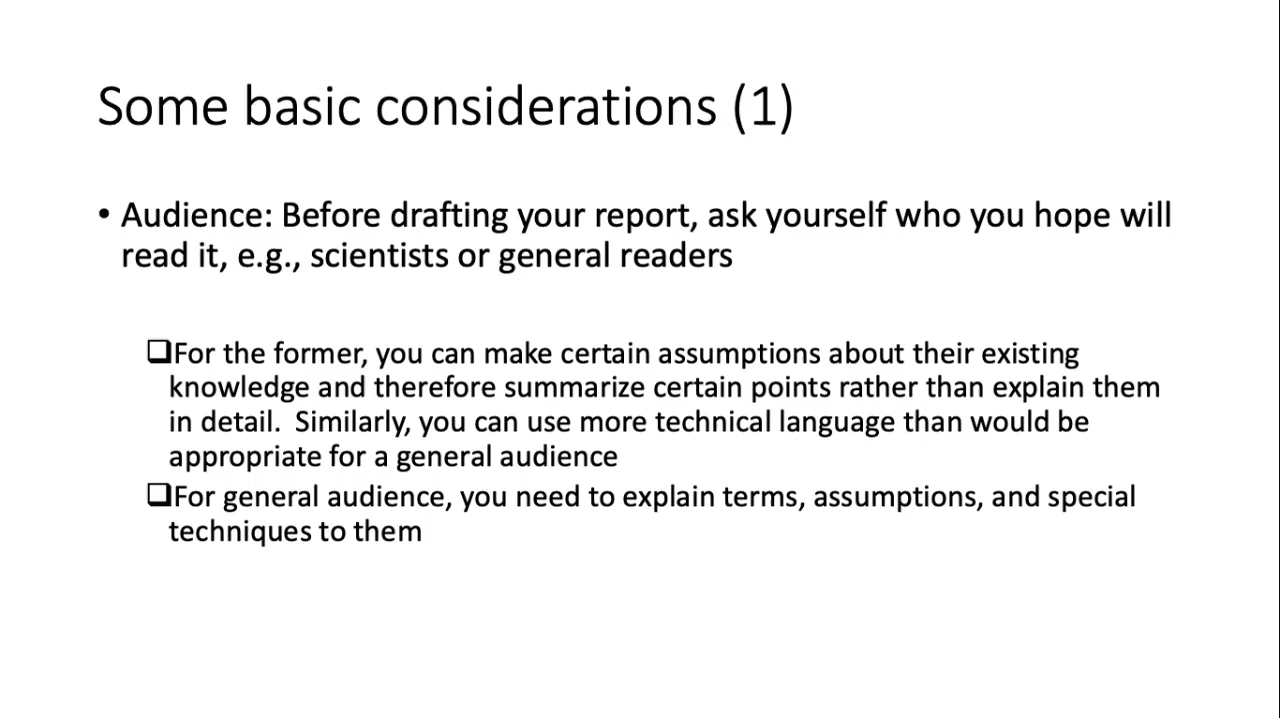 Some basic considerations (1)
• Audience: Before drafting your report, ask yourself who you hope will
read it, e.g., scientists or general readers
❑For the former, you can make certain assumptions about their existing
knowledge and therefore summarize certain points rather than explain them
in detail.  Similarly, you can use more technical language than would be
appropriate for a general audience
❑For general audience, you need to explain terms, assumptions, and special
techniques to them